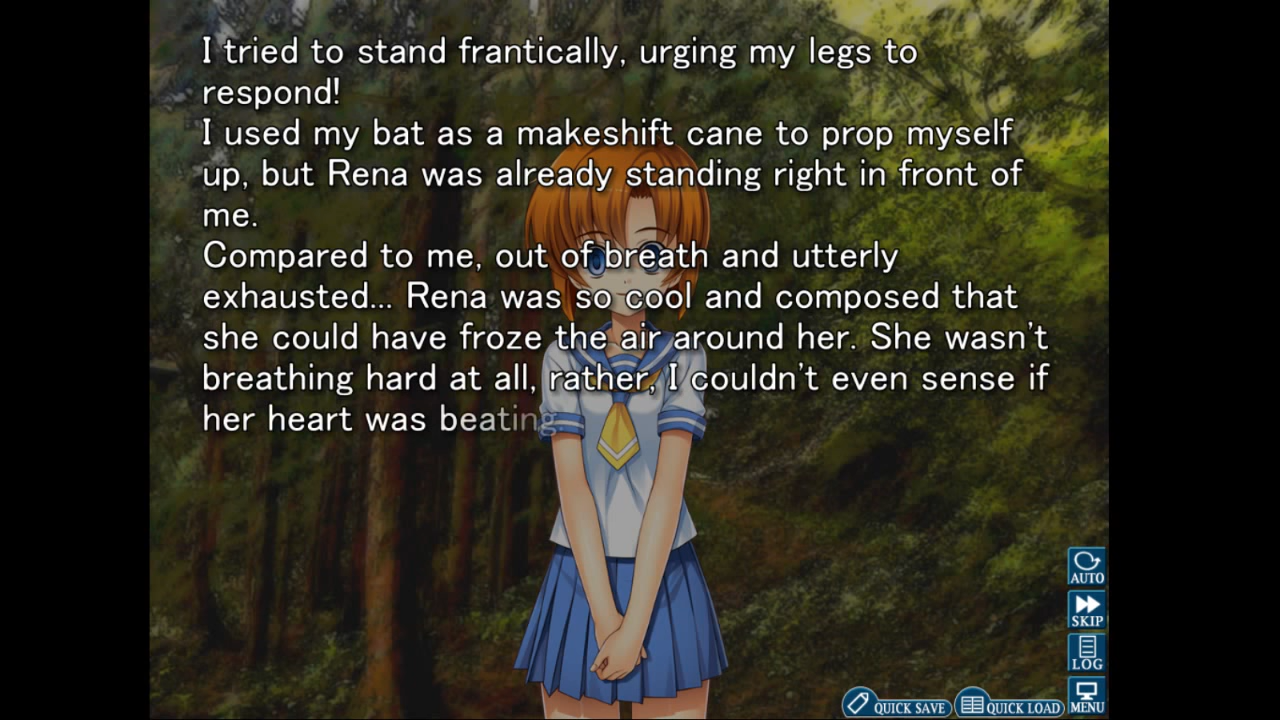 I tried to stand frantically, urging my legs to
respond!
I used my bat as a makeshift cane to prop myself
up, but Rena was already standing right in front of
me.
Compared to me, out of breath and utterly
exhausted... Rena was so cool and composed that
she could have froze the air around her. She wasn't
breathing hard at all, rather, I couldn't even sense if
her heart was beating.
AUTO
SKIP
LOG
MENU
QUICK SAVE
QUICK LOAD